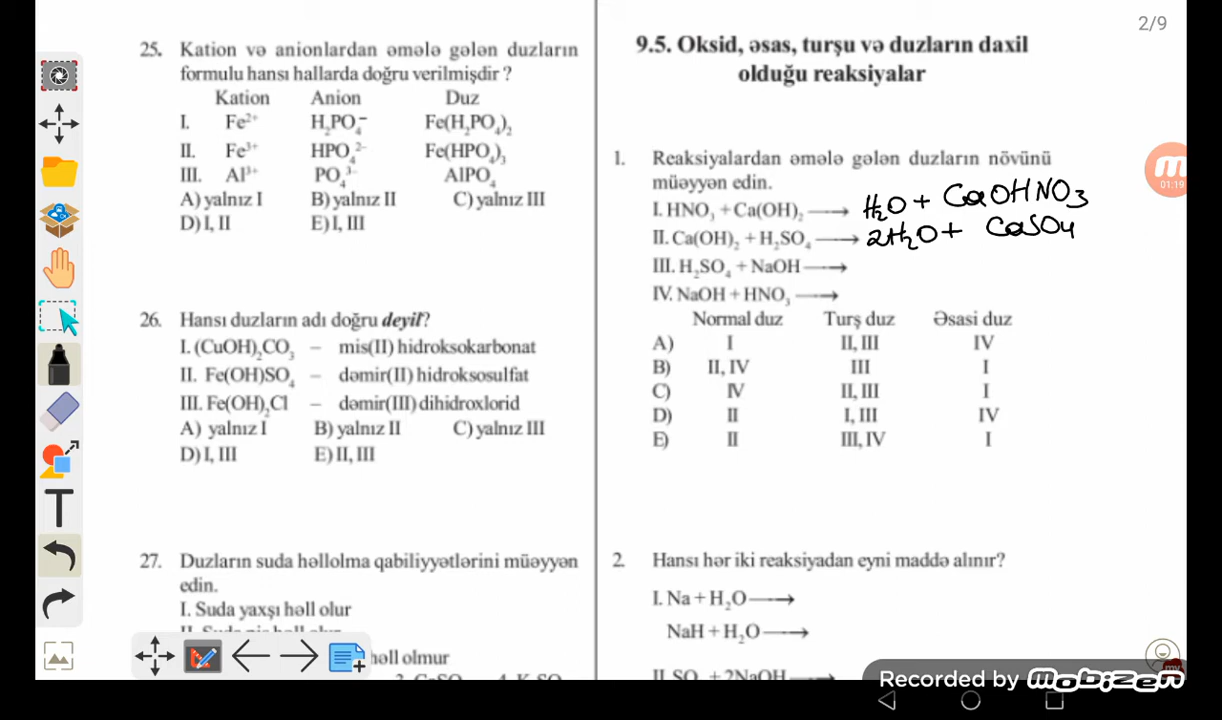 2/9
25. Kation və anionlardan əmələ gələn duzların
formulu hansı hallarda doğru verilmişdir ?
Kation Anion Duz
I. Fe²⁺ H₂PO₄⁻ Fe(H₂PO₄)₂
II. Fe³⁺ HPO₄²⁻ Fe(HPO₄)₃
III. Al³⁺ PO₄³⁻ AlPO₄
A) yalnız I B) yalnız II C) yalnız III
D) I, II E) I, III
26. Hansı duzların adı doğru deyil?
I. (CuOH)₂CO₃ – mis(II) hidroksokarbonat
II. Fe(OH)SO₄ – dəmir(II) hidroksosulfat
III. Fe(OH)₂Cl – dəmir(III) dihidroxlorid
A) yalnız I B) yalnız II C) yalnız III
D) I, III E) II, III
27. Duzların suda həllolma qabiliyyətlərini müəyyən
edin.
I. Suda yaxşı həll olur
həll olmur
9.5. Oksid, əsas, turşu və duzların daxil
olduğu reaksiyalar
1. Reaksiyalardan əmələ gələn duzların növünü
müəyyən edin.
I. HNO₃ + Ca(OH)₂ ⟶ H₂O + CaOHNO₃
II. Ca(OH)₂ + H₂SO₄ ⟶ 2H₂O + CaSO₄
III. H₂SO₄ + NaOH ⟶
IV. NaOH + HNO₃ ⟶
Normal duz Turş duz Əsasi duz
A) I II, III IV
B) II, IV III I
C) IV II, III I
D) II I, III IV
E) II III, IV I
2. Hansı hər iki reaksiyadan eyni maddə alınır?
I. Na + H₂O ⟶
NaH + H₂O ⟶
II. SO₂ + 2NaOH ⟶
01:19
T
Recorded by mobizen